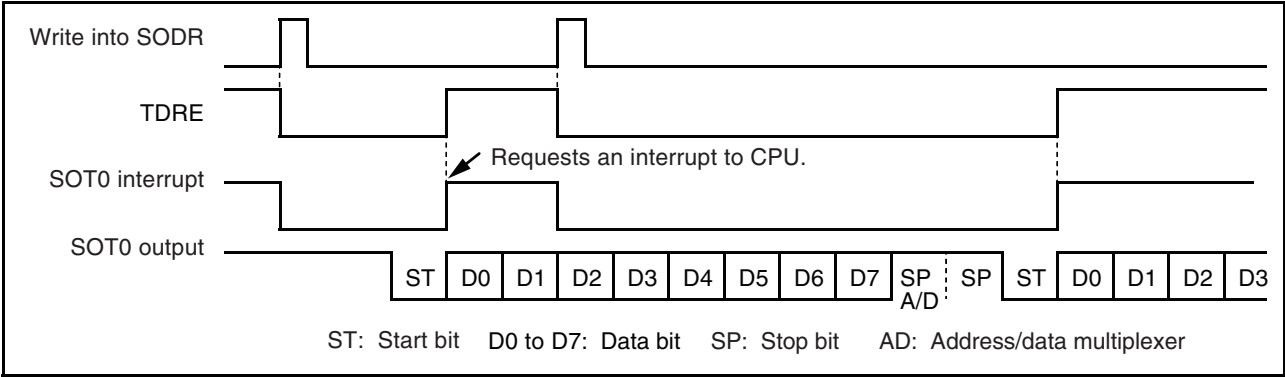 Write into SODR
TDRE
Requests an interrupt to CPU.
SOT0 interrupt
SOT0 output
ST D0 D1 D2 D3 D4 D5 D6 D7 SP SP ST D0 D1 D2 D3
A/D
ST: Start bit D0 to D7: Data bit SP: Stop bit AD: Address/data multiplexer